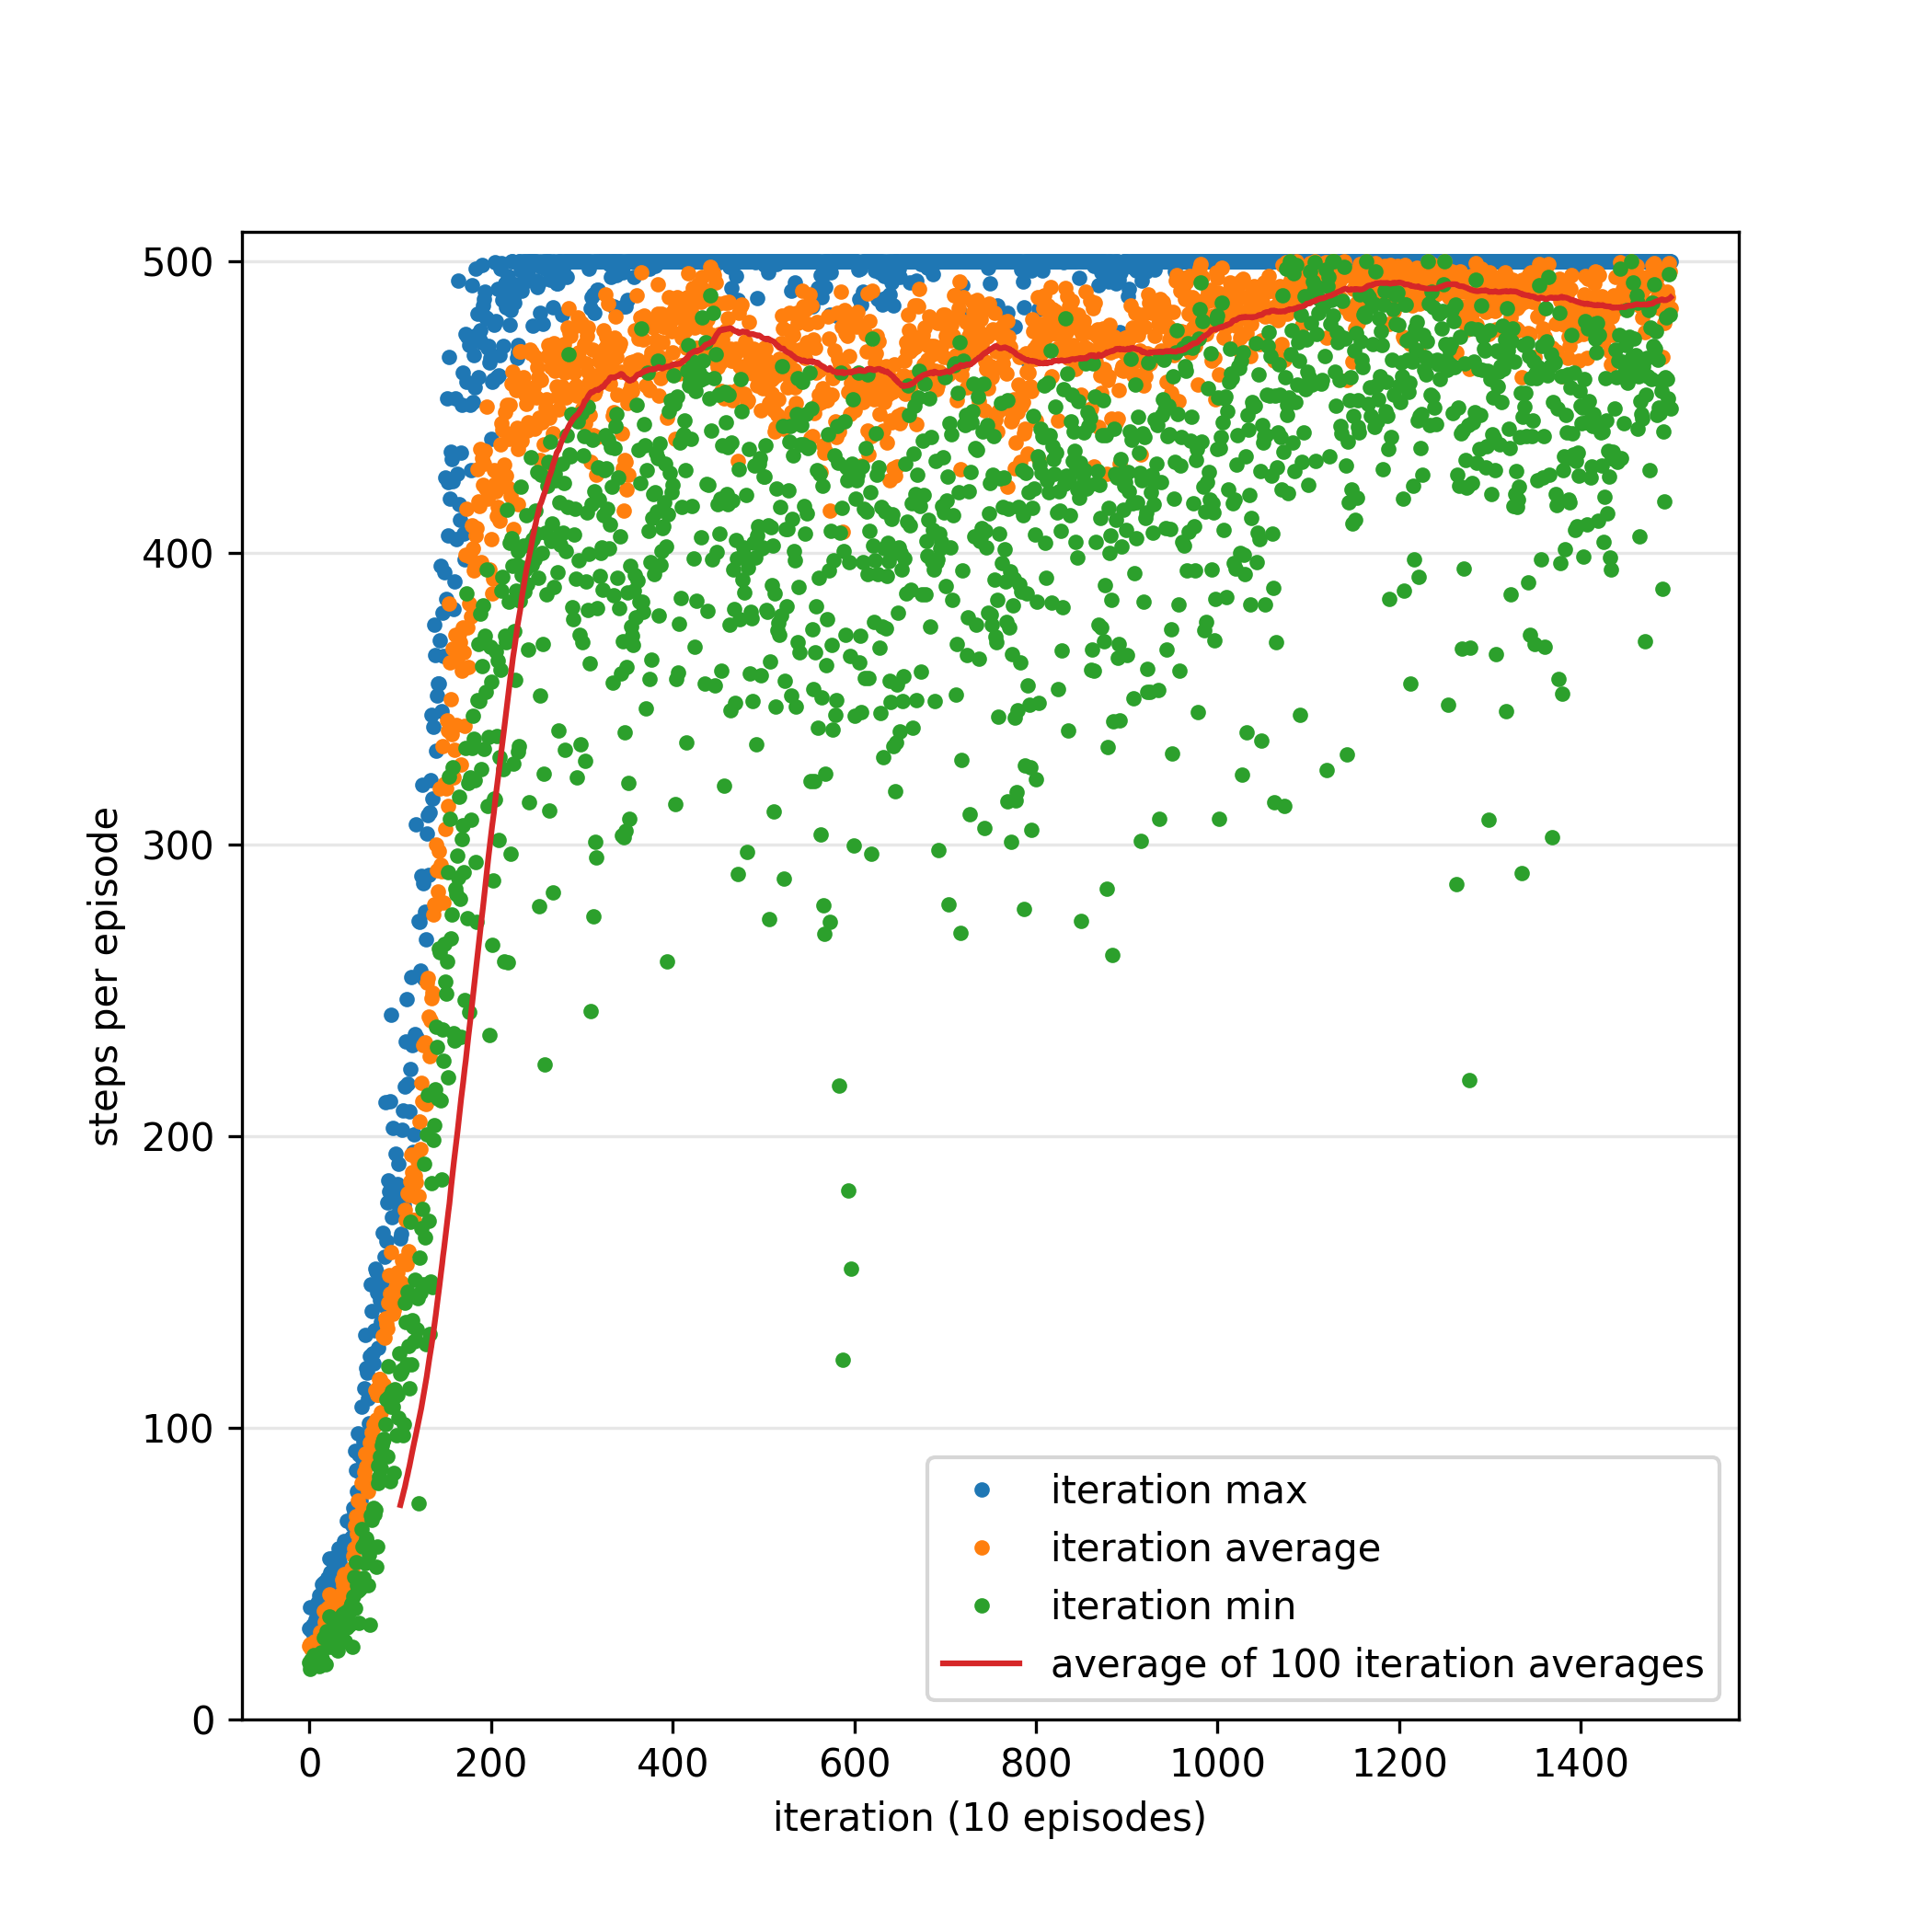 500
400
300
200
100
0
steps per episode
0 200 400 600 800 1000 1200 1400
iteration (10 episodes)
iteration max
iteration average
iteration min
average of 100 iteration averages